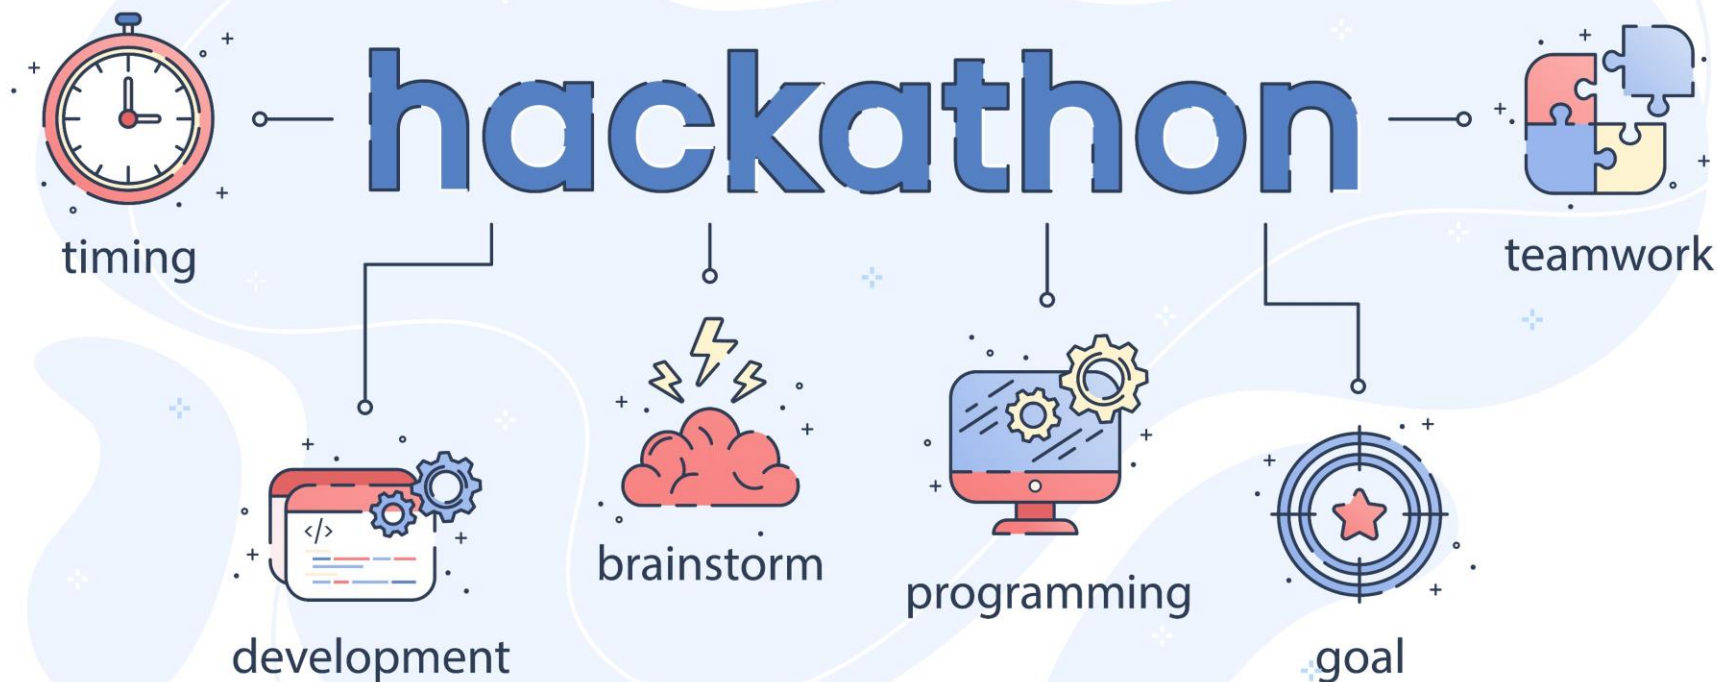 hackathon
timing
teamwork
</>
brainstorm
programming
development
goal